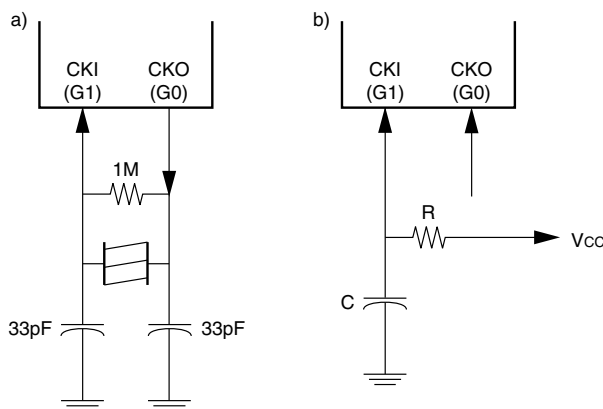 a)
CKI
(G1)
CKO
(G0)
1M
33pF
33pF
b)
CKI
(G1)
CKO
(G0)
R
VCC
C